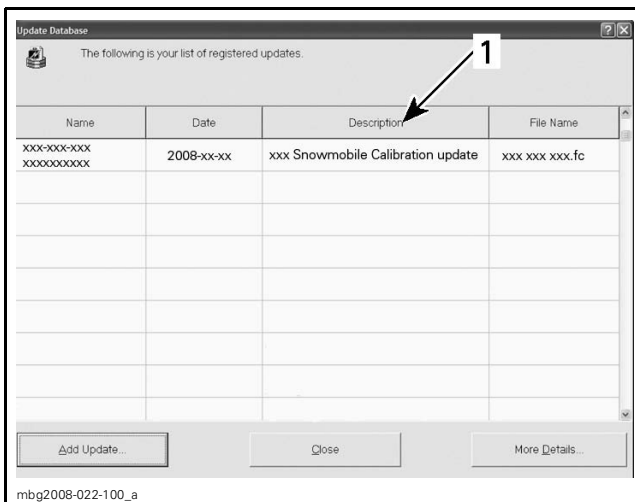 Update Database
The following is your list of registered updates.
1
Name Date Description File Name
xxx-xxx-xxx
xxxxxxxxxx
2008-xx-xx xxx Snowmobile Calibration update xxx xxx xxx.fc
Add Update... Close More Details...
mbg2008-022-100_a